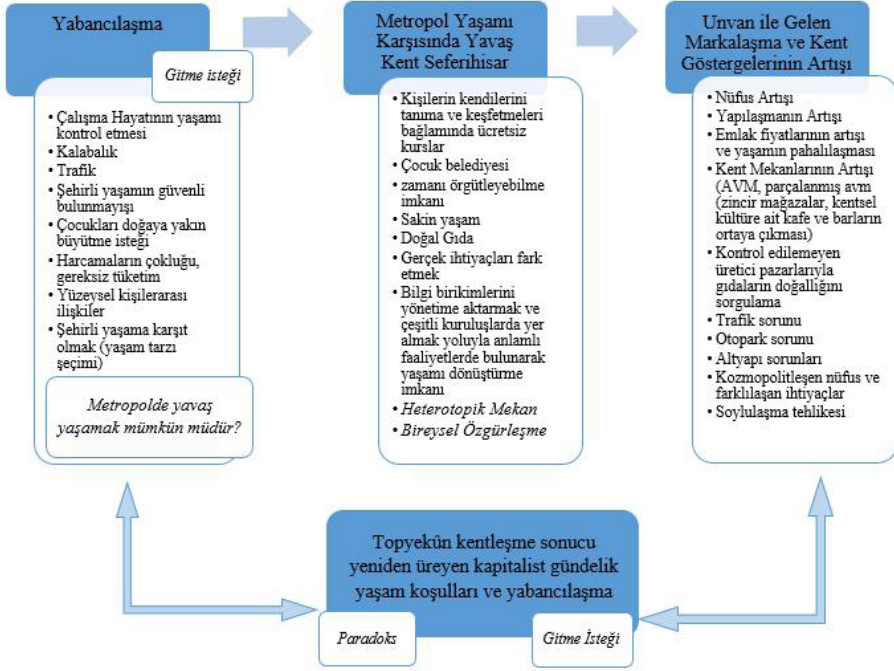 Yabancılaşma
Gitme isteği
• Çalışma Hayatının yaşamı
kontrol etmesi
• Kalabalık
• Trafik
• Şehirli yaşamın güvenli
bulunmayışı
• Çocukları doğaya yakın
büyütme isteği
• Harcamaların çokluğu,
gereksiz tüketim
• Yüzeysel kişilerarası
ilişkiler
• Şehirli yaşama karşıt
olmak (yaşam tarzı
seçimi)
Metropolde yavaş
yaşamak mümkün müdür?
Metropol Yaşamı
Karşısında Yavaş
Kent Seferihisar
• Kişilerin kendilerini
tanıma ve keşfetmeleri
bağlamında ücretsiz
kurslar
• Çocuk belediyesi
• zamanı örgütleyebilme
imkanı
• Sakin yaşam
• Doğal Gıda
• Gerçek ihtiyaçları fark
etmek
• Bilgi birikimlerini
yönetime aktarmak ve
çeşitli kuruluşlarda yer
almak yoluyla anlamlı
faaliyetlerde bulunarak
yaşamı dönüştürme
imkanı
• Heterotopik Mekan
• Bireysel Özgürleşme
Unvan ile Gelen
Markalaşma ve Kent
Göstergelerinin Artışı
• Nüfus Artışı
• Yapılaşmanın Artışı
• Emlak fiyatlarının artışı
ve yaşamın pahalılaşması
• Kent Mekanlarının Artışı
(AVM, parçalanmış avm
(zincir mağazalar, kentsel
kültüre ait kafe ve barların
ortaya çıkması)
• Kontrol edilemeyen
üretici pazarlarıyla
gıdaların doğallığını
sorgulama
• Trafik sorunu
• Otopark sorunu
• Altyapı sorunları
• Kozmopolitleşen nüfus ve
farklılaşan ihtiyaçlar
• Soylulaşma tehlikesi
Topyekûn kentleşme sonucu
yeniden üreyen kapitalist gündelik
yaşam koşulları ve yabancılaşma
Paradoks
Gitme İsteği